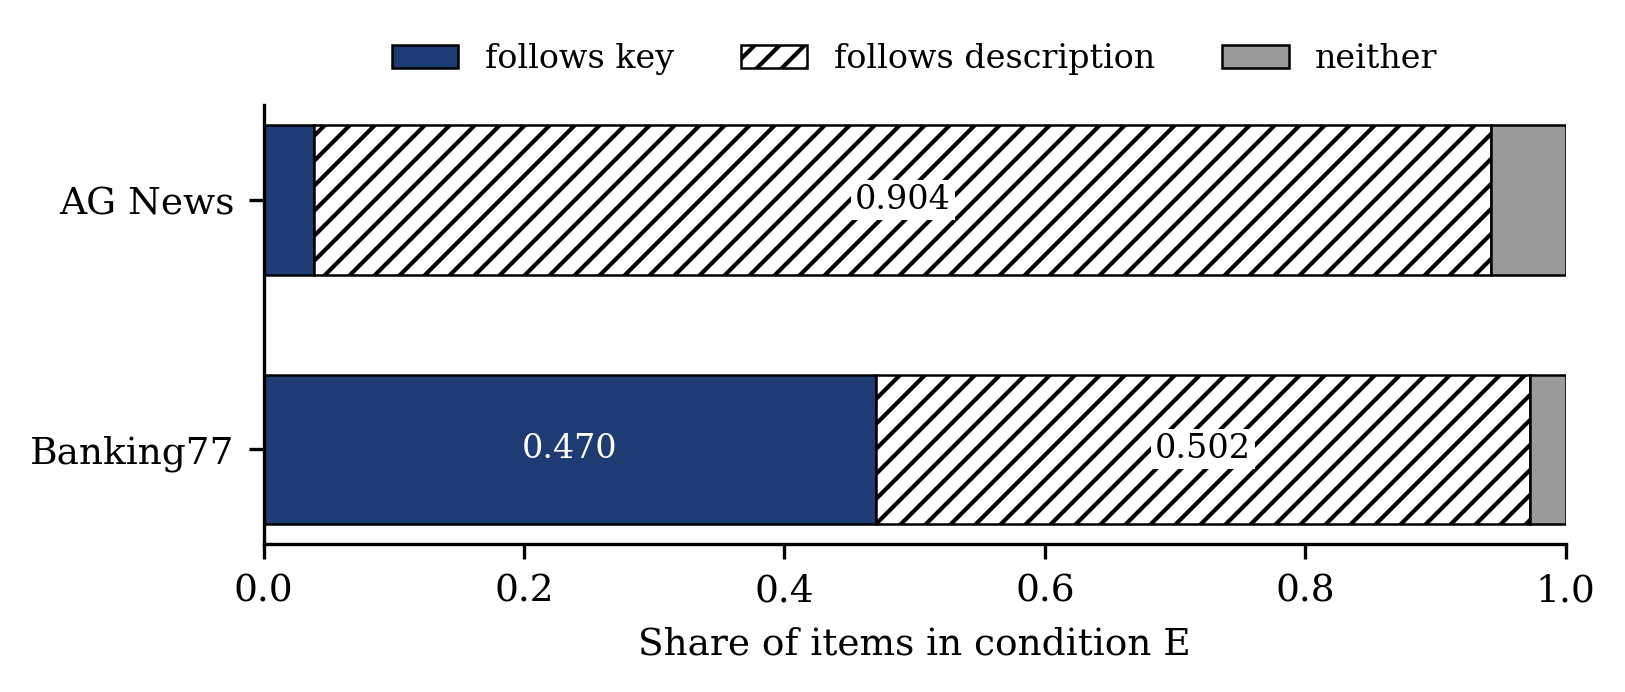 follows key follows description neither
AG News
0.904
Banking77
0.470 0.502
0.0 0.2 0.4 0.6 0.8 1.0
Share of items in condition E